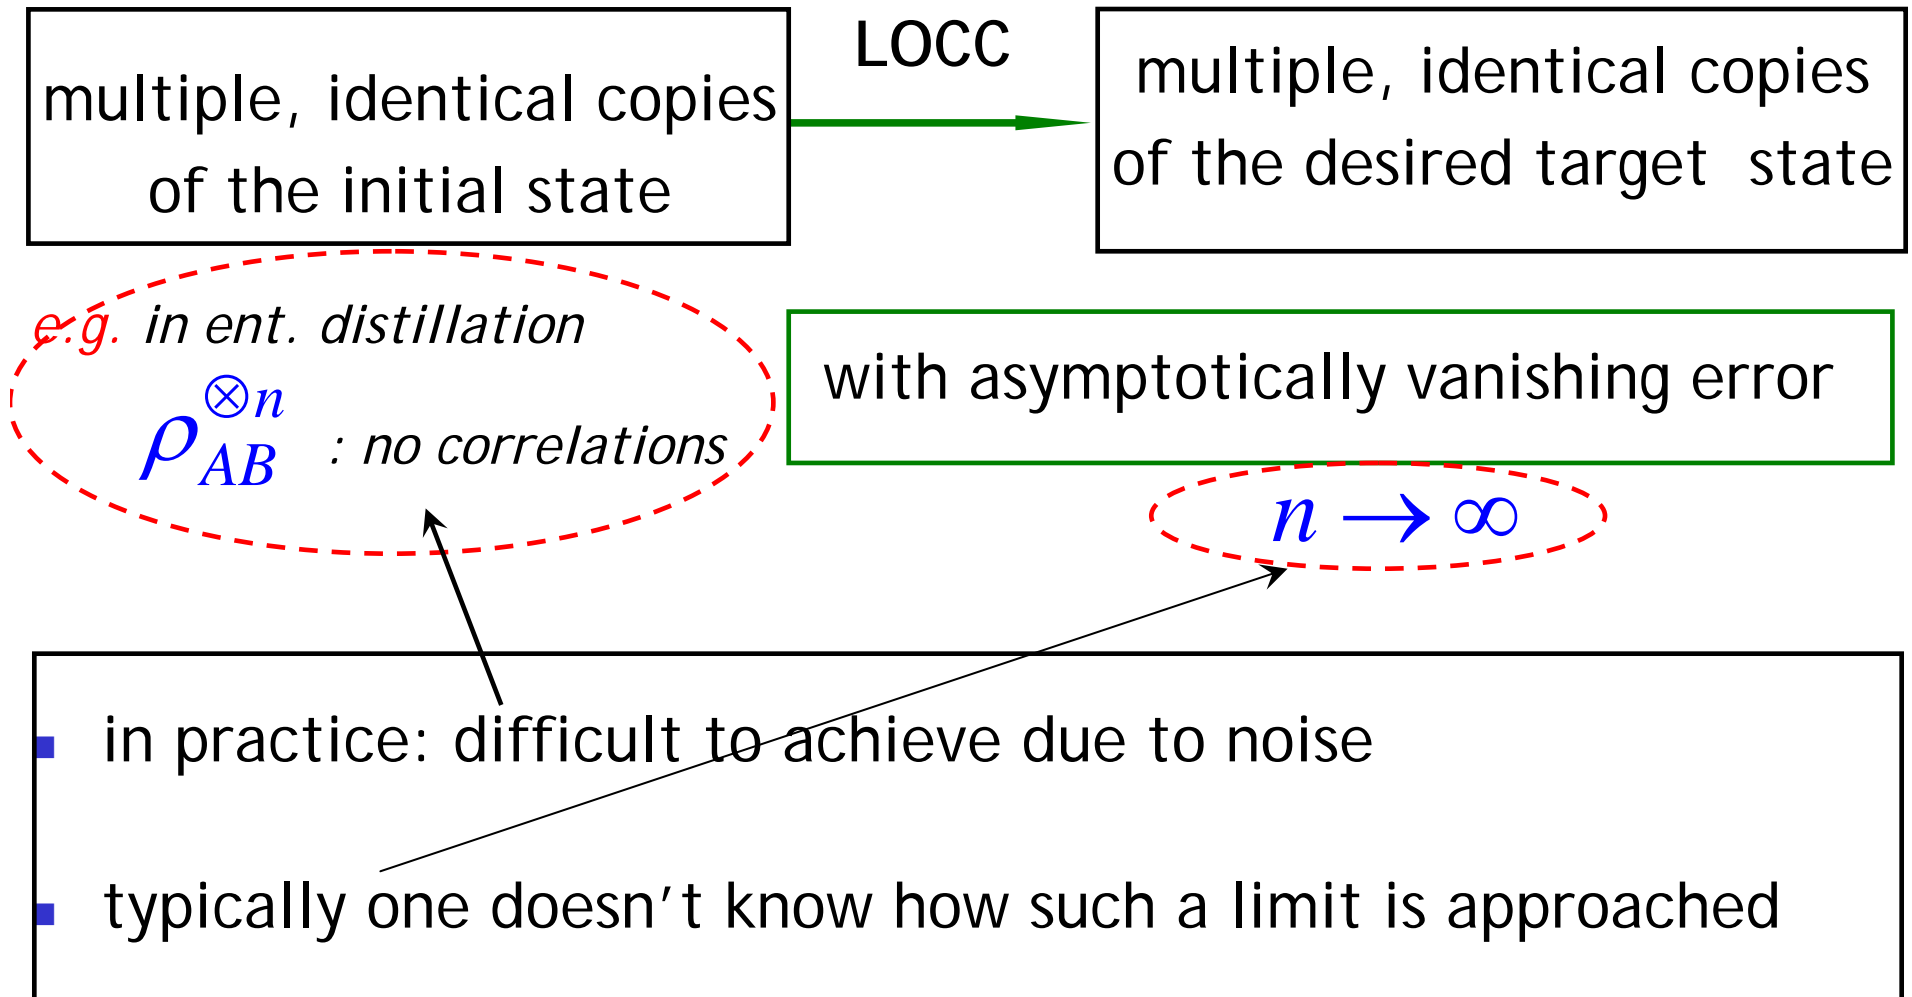 LOCC
multiple, identical copies
of the initial state
multiple, identical copies
of the desired target state
e.g. in ent. distillation
ρ_{AB}^{⊗n} : no correlations
with asymptotically vanishing error
n → ∞
in practice: difficult to achieve due to noise
typically one doesn't know how such a limit is approached